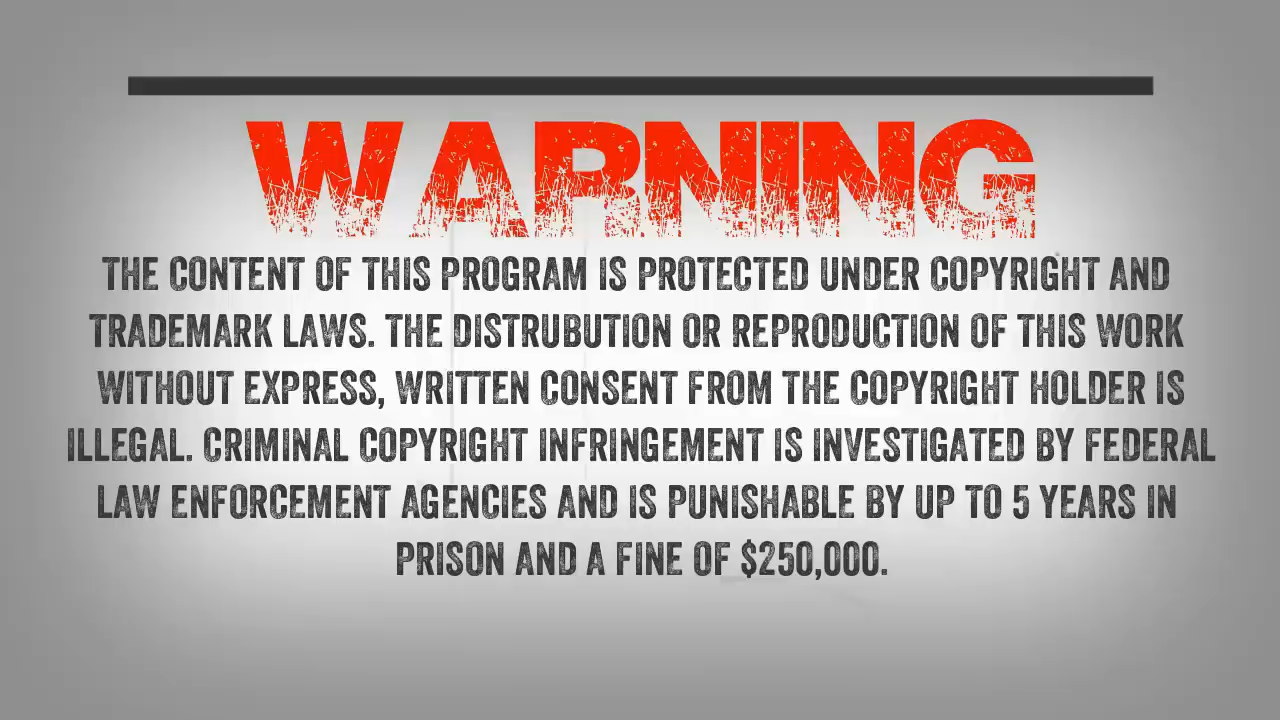 WARNING
THE CONTENT OF THIS PROGRAM IS PROTECTED UNDER COPYRIGHT AND
TRADEMARK LAWS. THE DISTRUBUTION OR REPRODUCTION OF THIS WORK
WITHOUT EXPRESS, WRITTEN CONSENT FROM THE COPYRIGHT HOLDER IS
ILLEGAL. CRIMINAL COPYRIGHT INFRINGEMENT IS INVESTIGATED BY FEDERAL
LAW ENFORCEMENT AGENCIES AND IS PUNISHABLE BY UP TO 5 YEARS IN
PRISON AND A FINE OF $250,000.